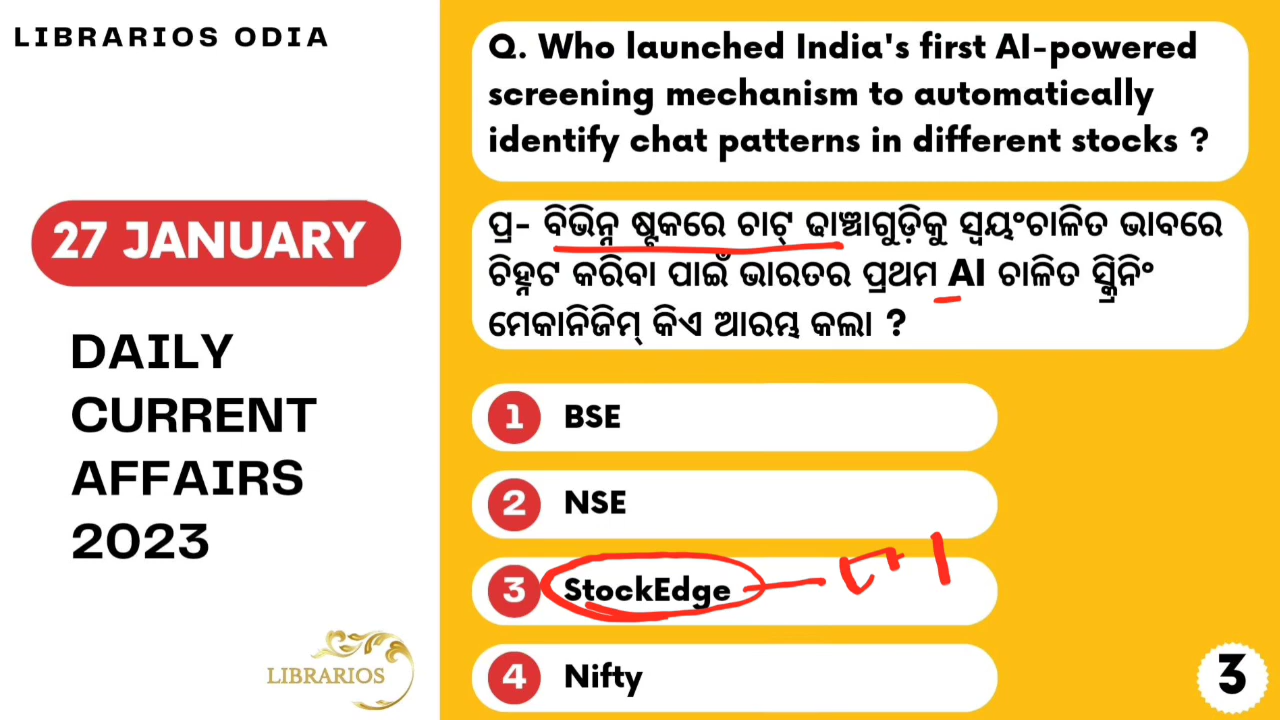 LIBRARIOS ODIA
27 JANUARY
DAILY
CURRENT
AFFAIRS
2023
LIBRARIOS
Q. Who launched India's first AI-powered
screening mechanism to automatically
identify chat patterns in different stocks ?
ପ୍ର- ବିଭିନ୍ନ ଷ୍ଟକରେ ଚାଟ୍ ଢାଞ୍ଚାଗୁଡ଼ିକୁ ସ୍ୱୟଂଚାଳିତ ଭାବରେ
ଚିହ୍ନଟ କରିବା ପାଇଁ ଭାରତର ପ୍ରଥମ AI ଚାଳିତ ସ୍କ୍ରିନିଂ
ମେକାନିଜିମ୍ କିଏ ଆରମ୍ଭ କଲା ?
1 BSE
2 NSE
3 StockEdge
4 Nifty
3